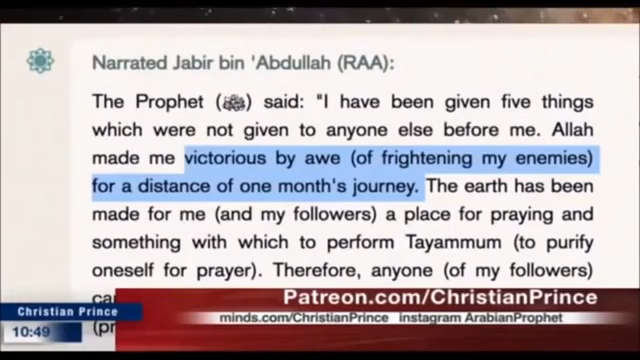 Narrated Jabir bin 'Abdullah (RAA):
The Prophet (ﷺ) said: "I have been given five things
which were not given to anyone else before me. Allah
made me victorious by awe (of frightening my enemies)
for a distance of one month's journey. The earth has been
made for me (and my followers) a place for praying and
something with which to perform Tayammum (to purify
oneself for prayer). Therefore, anyone (of my followers)
Patreon.com/ChristianPrince
Christian Prince
minds.com/ChristianPrince instagram ArabianProphet
10:49